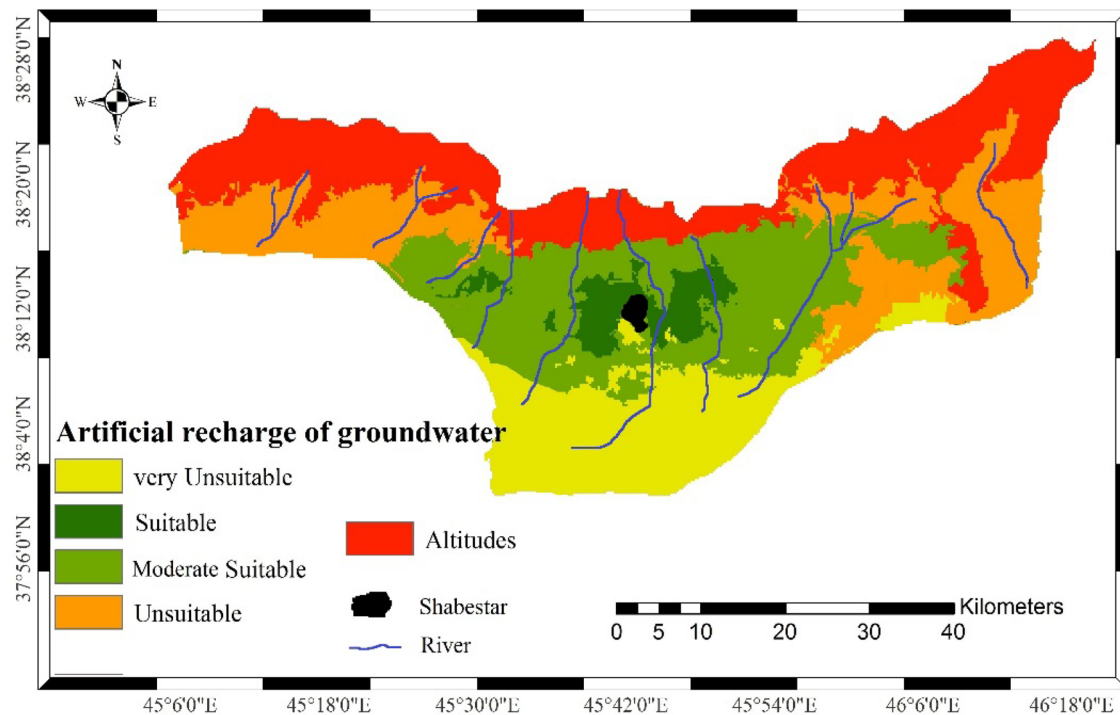 38°28'0"N
38°20'0"N
38°12'0"N
38°4'0"N
37°56'0"N
N
W E
S
Artificial recharge of groundwater
very Unsuitable
Suitable
Moderate Suitable
Unsuitable
Altitudes
Shabestar
River
Kilometers
0 5 10 20 30 40
45°6'0"E 45°18'0"E 45°30'0"E 45°42'0"E 45°54'0"E 46°6'0"E 46°18'0"E